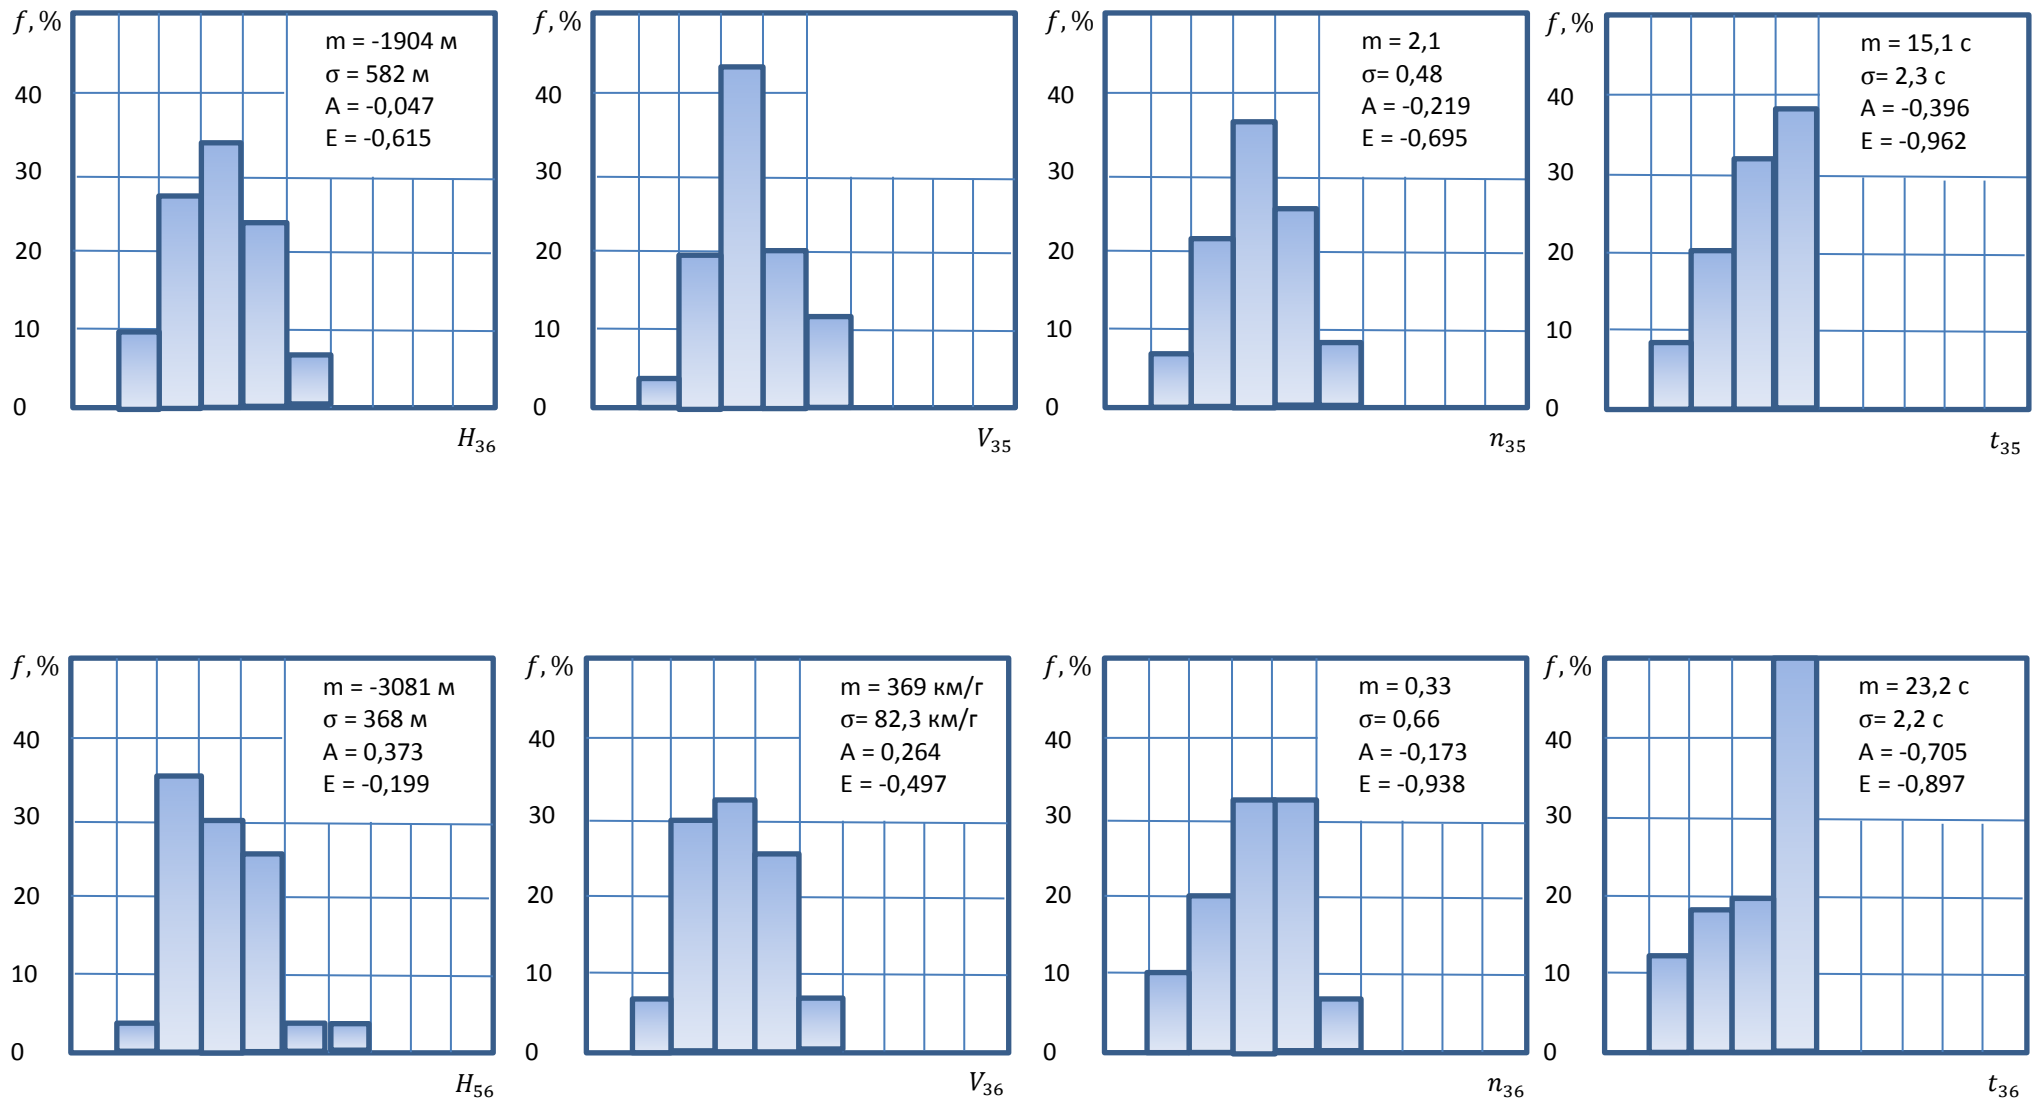 f, %
m = -1904 м
σ = 582 м
A = -0,047
E = -0,615
40
30
20
10
0
H36
f, %
40
30
20
10
0
V35
f, %
m = 2,1
σ= 0,48
A = -0,219
E = -0,695
40
30
20
10
0
n35
f, %
m = 15,1 с
σ= 2,3 с
A = -0,396
E = -0,962
40
30
20
10
0
t35
f, %
m = -3081 м
σ = 368 м
A = 0,373
E = -0,199
40
30
20
10
0
H56
f, %
m = 369 км/г
σ= 82,3 км/г
A = 0,264
E = -0,497
40
30
20
10
0
V36
f, %
m = 0,33
σ= 0,66
A = -0,173
E = -0,938
40
30
20
10
0
n36
f, %
m = 23,2 с
σ= 2,2 с
A = -0,705
E = -0,897
40
30
20
10
0
t36